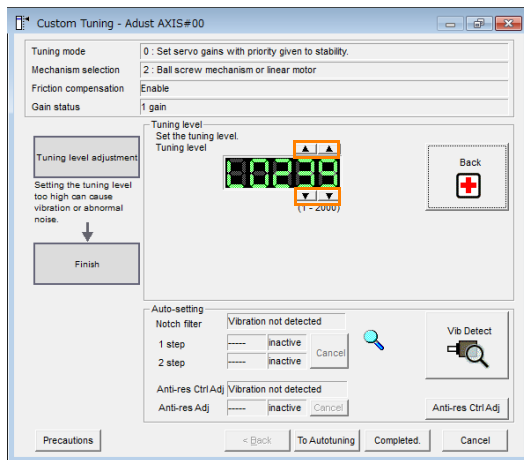 Custom Tuning - Adust AXIS#00
Tuning mode
0 : Set servo gains with priority given to stability.
Mechanism selection
2 : Ball screw mechanism or linear motor
Friction compensation
Enable
Gain status
1 gain
Tuning level adjustment
Setting the tuning level
too high can cause
vibration or abnormal
noise.
Finish
Tuning level
Set the tuning level.
Tuning level
L0239
(1 - 2000)
Back
Auto-setting
Notch filter
Vibration not detected
1 step
-----
inactive
2 step
-----
inactive
Cancel
Vib Detect
Anti-res Ctrl Adj
Vibration not detected
Anti-res Adj
-----
inactive
Cancel
Anti-res Ctrl Adj
Precautions
< Back
To Autotuning
Completed.
Cancel